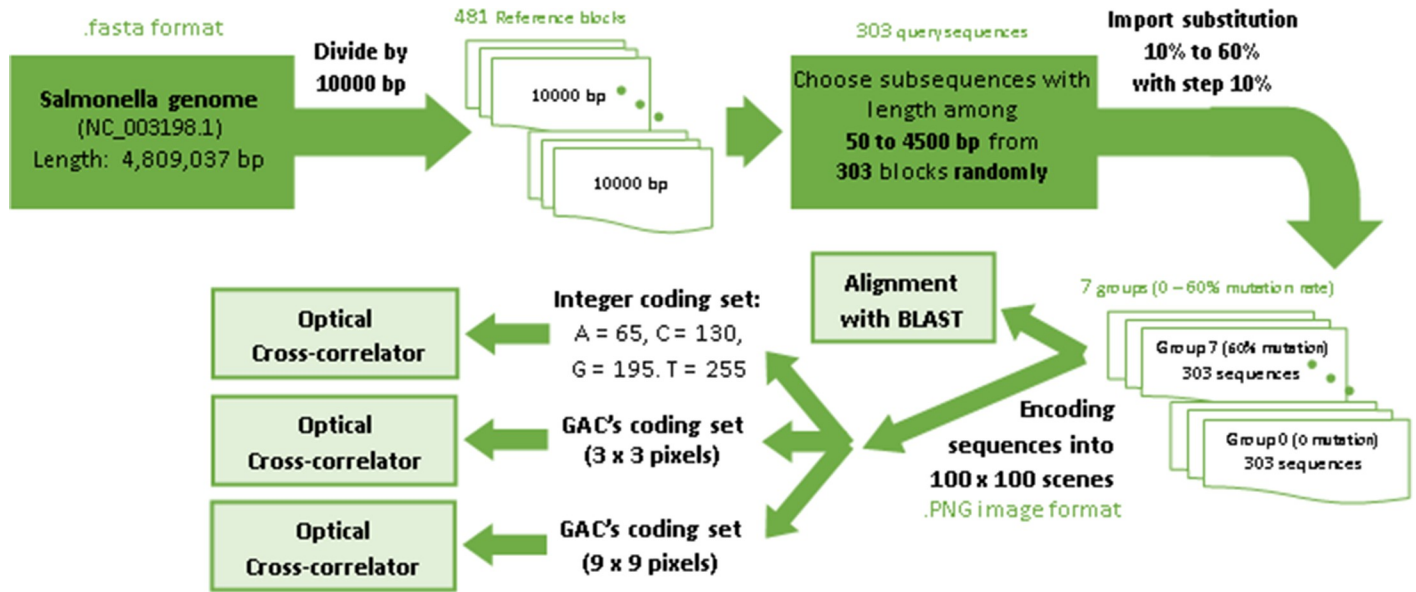 .fasta format
Salmonella genome
(NC_003198.1)
Length: 4,809,037 bp
Divide by
10000 bp
481 Reference blocks
10000 bp
10000 bp
303 query sequences
Choose subsequences with
length among
50 to 4500 bp from
303 blocks randomly
Import substitution
10% to 60%
with step 10%
7 groups (0 – 60% mutation rate)
Group 7 (60% mutation)
303 sequences
Group 0 (0 mutation)
303 sequences
Alignment
with BLAST
Encoding
sequences into
100 x 100 scenes
.PNG image format
Integer coding set:
A = 65, C = 130,
G = 195. T = 255
GAC's coding set
(3 x 3 pixels)
GAC's coding set
(9 x 9 pixels)
Optical
Cross-correlator
Optical
Cross-correlator
Optical
Cross-correlator